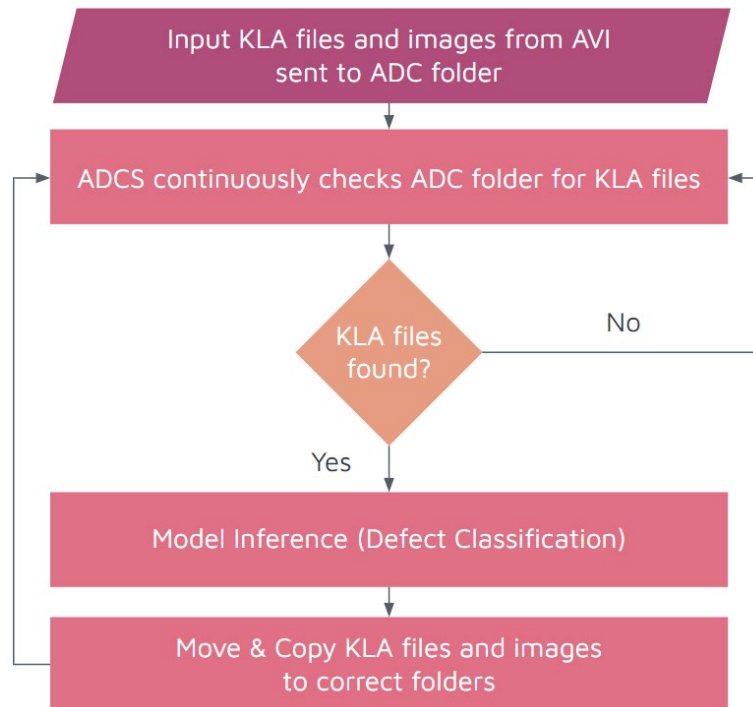 Input KLA files and images from AVI
sent to ADC folder
ADCS continuously checks ADC folder for KLA files
KLA files
found?
No
Yes
Model Inference (Defect Classification)
Move & Copy KLA files and images
to correct folders